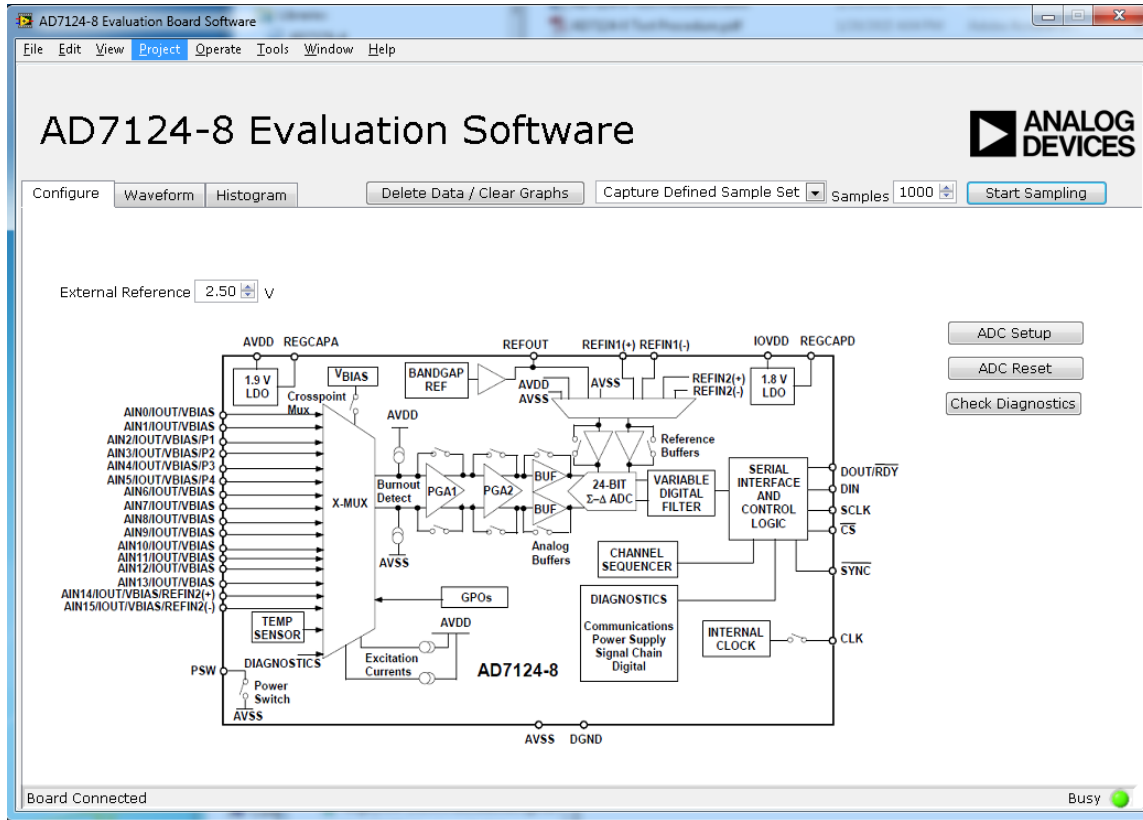 AD7124-8 Evaluation Board Software
File Edit View Project Operate Tools Window Help
AD7124-8 Evaluation Software
ANALOG
DEVICES
Configure Waveform Histogram Delete Data / Clear Graphs Capture Defined Sample Set Samples 1000 Start Sampling
External Reference 2.50 V
ADC Setup
ADC Reset
Check Diagnostics
AVDD REGCAPA REFOUT REFIN1(+) REFIN1(-) IOVDD REGCAPD
1.9 V
LDO
VBIAS
Crosspoint
Mux
BANDGAP
REF
AVDD
AVSS
AVSS
REFIN2(+)
REFIN2(-)
1.8 V
LDO
AIN0/IOUT/VBIAS
AIN1/IOUT/VBIAS
AIN2/IOUT/VBIAS/P1
AIN3/IOUT/VBIAS/P2
AIN4/IOUT/VBIAS/P3
AIN5/IOUT/VBIAS/P4
AIN6/IOUT/VBIAS
AIN7/IOUT/VBIAS
AIN8/IOUT/VBIAS
AIN9/IOUT/VBIAS
AIN10/IOUT/VBIAS
AIN11/IOUT/VBIAS
AIN12/IOUT/VBIAS
AIN13/IOUT/VBIAS
AIN14/IOUT/VBIAS/REFIN2(+)
AIN15/IOUT/VBIAS/REFIN2(-)
X-MUX
AVDD
Burnout
Detect
AVSS
PGA1
PGA2
BUF
BUF
Analog
Buffers
Reference
Buffers
24-BIT
Σ–Δ ADC
VARIABLE
DIGITAL
FILTER
SERIAL
INTERFACE
AND
CONTROL
LOGIC
DOUT/RDY
DIN
SCLK
CS
SYNC
CHANNEL
SEQUENCER
GPOs
DIAGNOSTICS
Communications
Power Supply
Signal Chain
Digital
INTERNAL
CLOCK
CLK
TEMP
SENSOR
DIAGNOSTICS
AVDD
Excitation
Currents
AD7124-8
PSW
Power
Switch
AVSS
AVSS DGND
Board Connected Busy